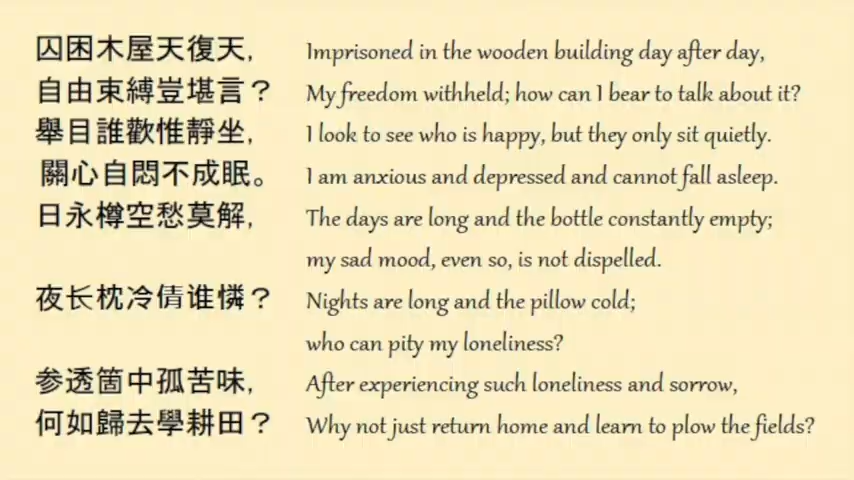 囚困木屋天復天, Imprisoned in the wooden building day after day,
自由束縛豈堪言？ My freedom withheld; how can I bear to talk about it?
舉目誰歡惟靜坐, I look to see who is happy, but they only sit quietly.
關心自悶不成眠。 I am anxious and depressed and cannot fall asleep.
日永樽空愁莫解, The days are long and the bottle constantly empty;
my sad mood, even so, is not dispelled.
夜长枕冷倩谁憐？ Nights are long and the pillow cold;
who can pity my loneliness?
参透箇中孤苦味, After experiencing such loneliness and sorrow,
何如歸去學耕田？ Why not just return home and learn to plow the fields?